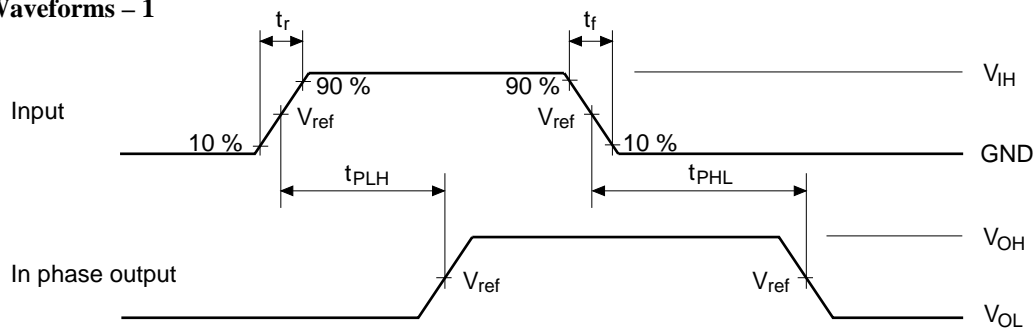 Waveforms – 1
tr
tf
90 %
90 %
VIH
Input
Vref
Vref
10 %
10 %
GND
tPLH
tPHL
VOH
In phase output
Vref
Vref
VOL